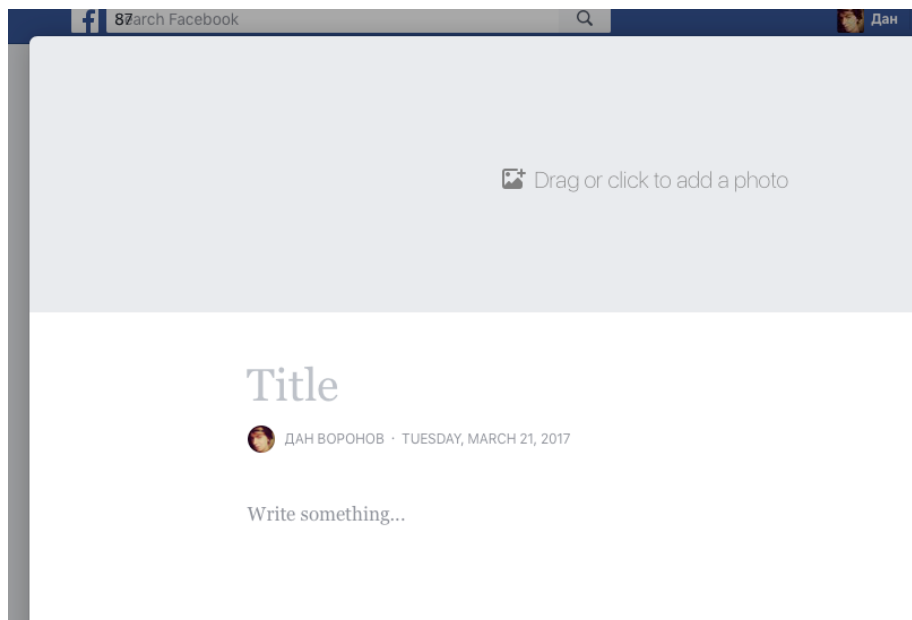 f 87arch Facebook Дан
Drag or click to add a photo
Title
ДАН ВОРОНОВ · TUESDAY, MARCH 21, 2017
Write something...